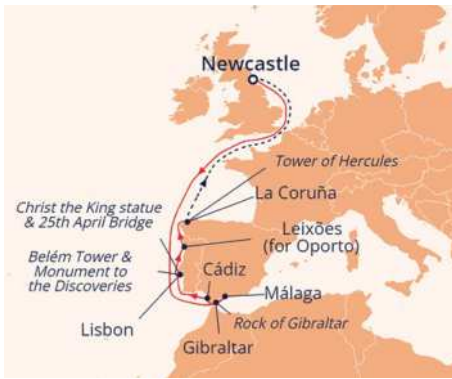 Newcastle
Tower of Hercules
La Coruña
Christ the King statue
& 25th April Bridge
Leixões
(for Oporto)
Belém Tower &
Monument to
the Discoveries
Cádiz
Málaga
Lisbon
Rock of Gibraltar
Gibraltar